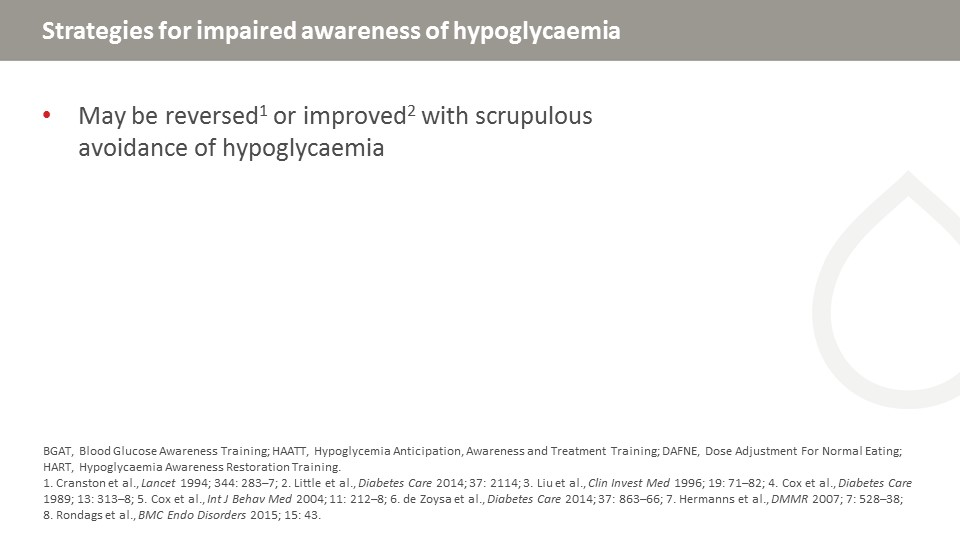 Strategies for impaired awareness of hypoglycaemia
• May be reversed1 or improved2 with scrupulous
avoidance of hypoglycaemia
BGAT, Blood Glucose Awareness Training; HAATT, Hypoglycemia Anticipation, Awareness and Treatment Training; DAFNE, Dose Adjustment For Normal Eating;
HART, Hypoglycaemia Awareness Restoration Training.
1. Cranston et al., Lancet 1994; 344: 283–7; 2. Little et al., Diabetes Care 2014; 37: 2114; 3. Liu et al., Clin Invest Med 1996; 19: 71–82; 4. Cox et al., Diabetes Care
1989; 13: 313–8; 5. Cox et al., Int J Behav Med 2004; 11: 212–8; 6. de Zoysa et al., Diabetes Care 2014; 37: 863–66; 7. Hermanns et al., DMMR 2007; 7: 528–38;
8. Rondags et al., BMC Endo Disorders 2015; 15: 43.